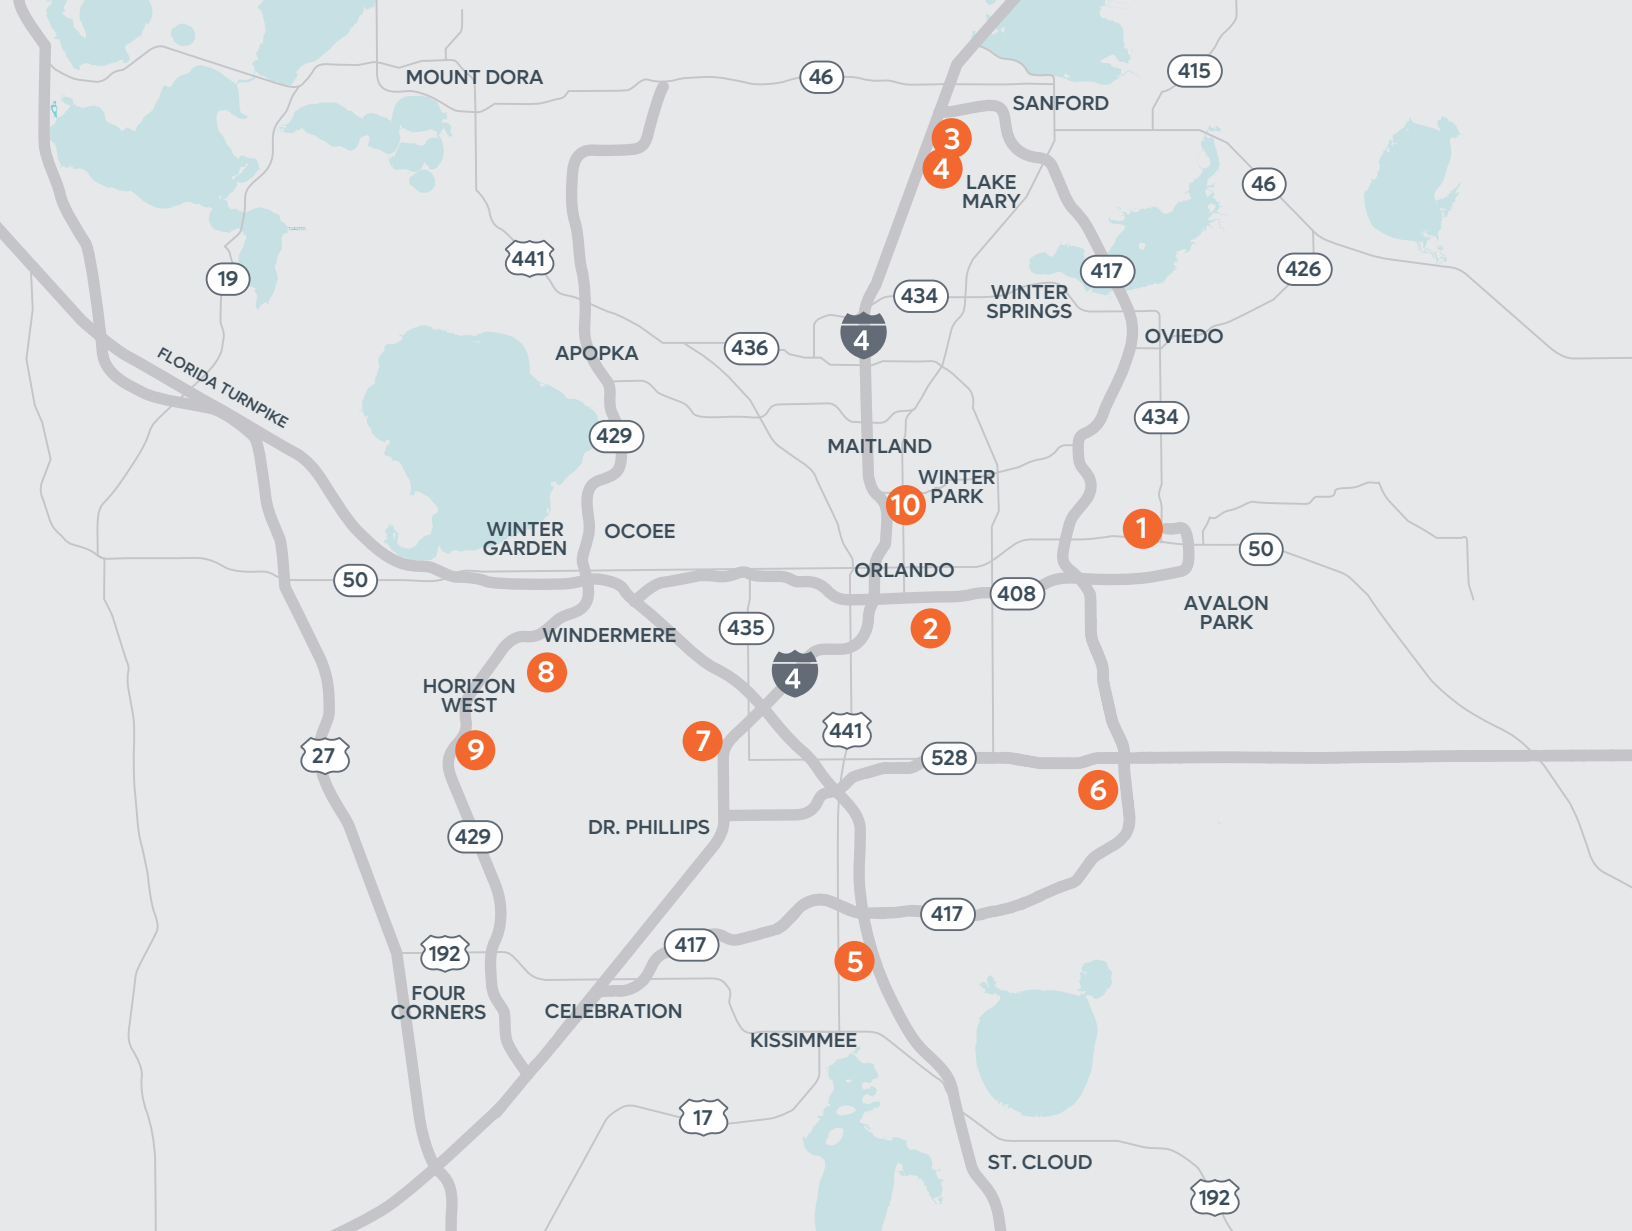 MOUNT DORA
46
415
SANFORD
3
4
LAKE
MARY
46
441
19
417
426
434
WINTER
SPRINGS
4
OVIEDO
436
APOPKA
FLORIDA TURNPIKE
434
429
MAITLAND
WINTER
PARK
10
1
WINTER
GARDEN
OCOEE
50
50
ORLANDO
408
AVALON
PARK
435
2
WINDERMERE
8
4
HORIZON
WEST
441
7
9
27
528
6
DR. PHILLIPS
429
417
417
192
5
FOUR
CORNERS
CELEBRATION
KISSIMMEE
17
ST. CLOUD
192